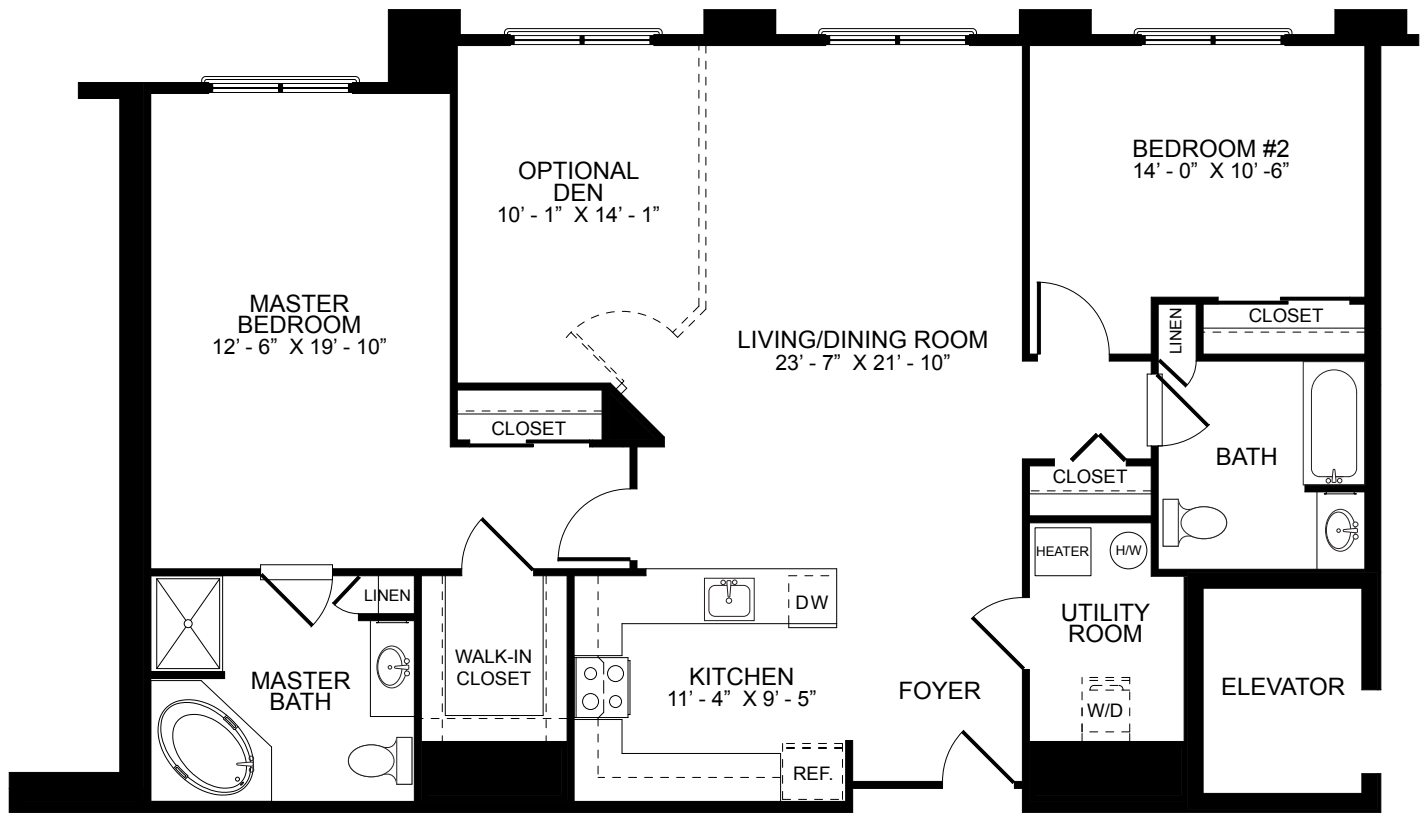 OPTIONAL
DEN
10’ - 1” X 14’ - 1”
BEDROOM #2
14’ - 0” X 10’ -6”
MASTER
BEDROOM
12’ - 6” X 19’ - 10”
LIVING/DINING ROOM
23’ - 7” X 21’ - 10”
LINEN
CLOSET
CLOSET
BATH
CLOSET
HEATER
H/W
LINEN
DW
UTILITY
ROOM
WALK-IN
CLOSET
MASTER
BATH
KITCHEN
11’ - 4” X 9’ - 5”
FOYER
ELEVATOR
W/D
REF.